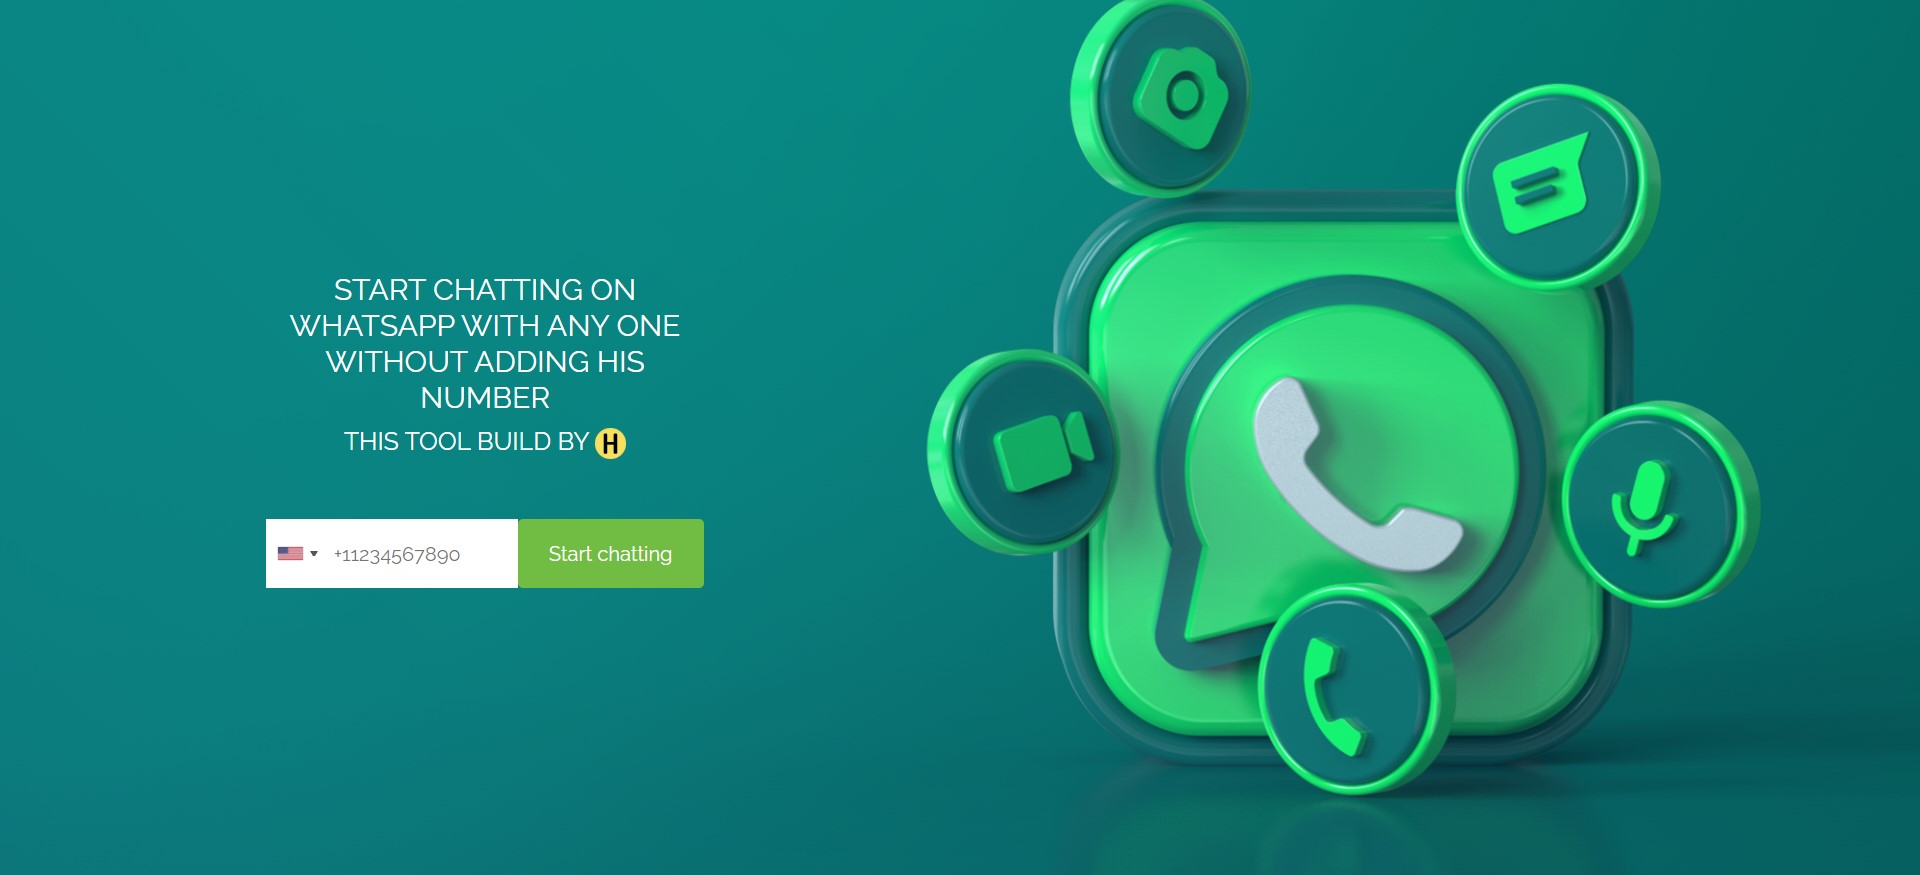 START CHATTING ON
WHATSAPP WITH ANY ONE
WITHOUT ADDING HIS
NUMBER
THIS TOOL BUILD BY H
+11234567890
Start chatting